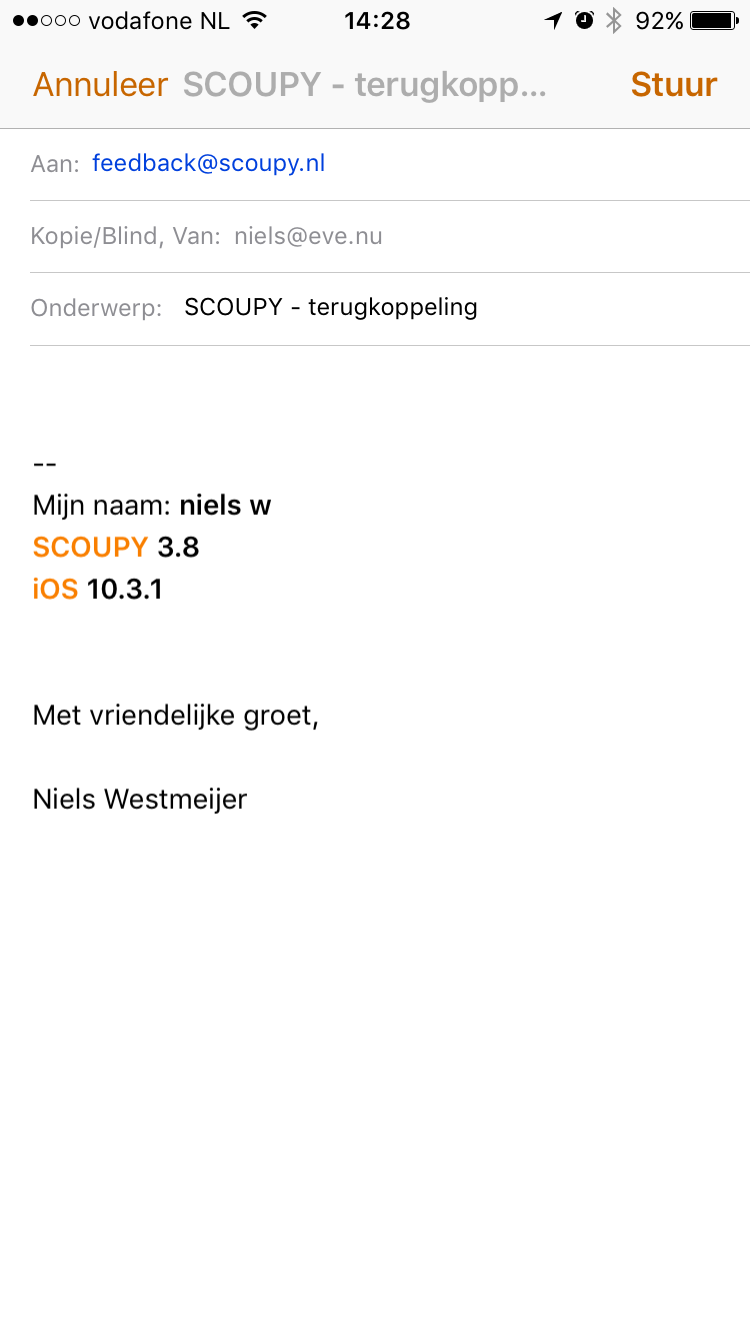 vodafone NL 14:28 92%
Annuleer SCOUPY - terugkopp... Stuur
Aan: feedback@scoupy.nl
Kopie/Blind, Van: niels@eve.nu
Onderwerp: SCOUPY - terugkoppeling
--
Mijn naam: niels w
SCOUPY 3.8
iOS 10.3.1
Met vriendelijke groet,
Niels Westmeijer